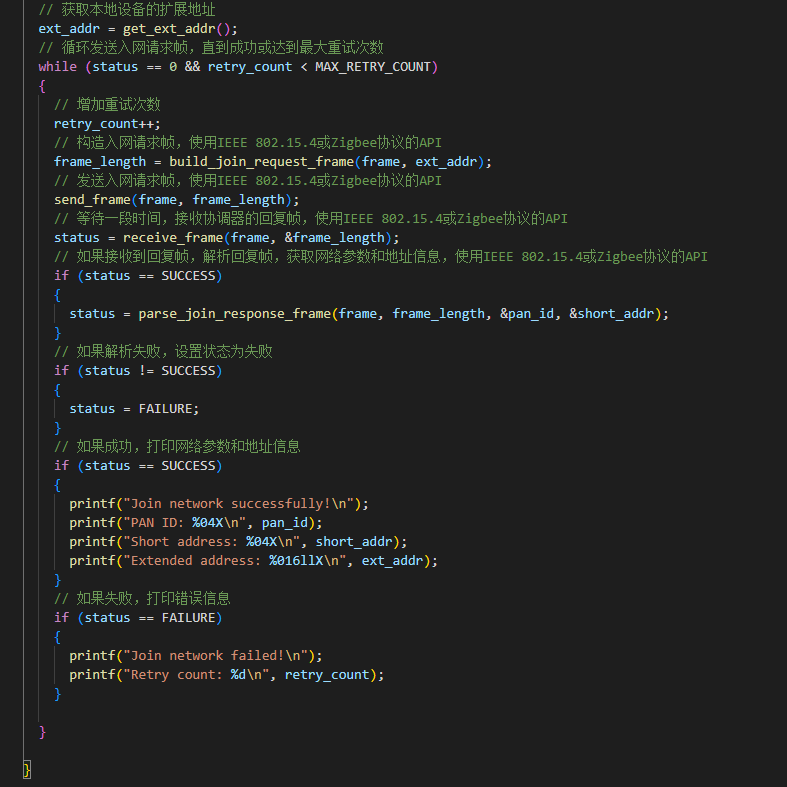 // 获取本地设备的扩展地址
ext_addr = get_ext_addr();
// 循环发送入网请求帧，直到成功或达到最大重试次数
while (status == 0 && retry_count < MAX_RETRY_COUNT)
{
// 增加重试次数
retry_count++;
// 构造入网请求帧，使用IEEE 802.15.4或Zigbee协议的API
frame_length = build_join_request_frame(frame, ext_addr);
// 发送入网请求帧，使用IEEE 802.15.4或Zigbee协议的API
send_frame(frame, frame_length);
// 等待一段时间，接收协调器的回复帧，使用IEEE 802.15.4或Zigbee协议的API
status = receive_frame(frame, &frame_length);
// 如果接收到回复帧，解析回复帧，获取网络参数和地址信息，使用IEEE 802.15.4或Zigbee协议的API
if (status == SUCCESS)
{
status = parse_join_response_frame(frame, frame_length, &pan_id, &short_addr);
}
// 如果解析失败，设置状态为失败
if (status != SUCCESS)
{
status = FAILURE;
}
// 如果成功，打印网络参数和地址信息
if (status == SUCCESS)
{
printf("Join network successfully!\n");
printf("PAN ID: %04X\n", pan_id);
printf("Short address: %04X\n", short_addr);
printf("Extended address: %016llX\n", ext_addr);
}
// 如果失败，打印错误信息
if (status == FAILURE)
{
printf("Join network failed!\n");
printf("Retry count: %d\n", retry_count);
}
}
}